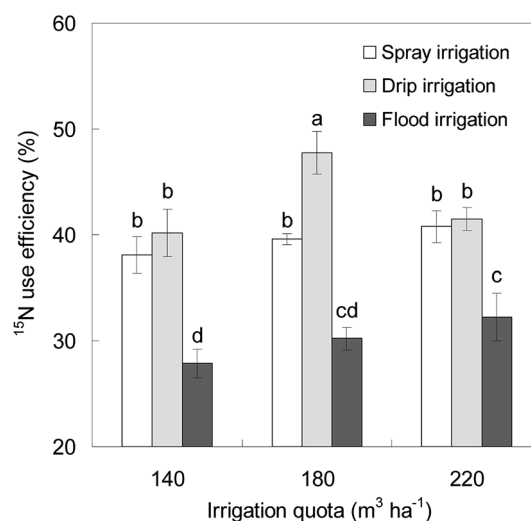 60
50
40
30
20
¹⁵N use efficiency (%)
Spray irrigation
Drip irrigation
Flood irrigation
b
b
d
b
a
cd
b
b
c
140
180
220
Irrigation quota (m³ ha⁻¹)